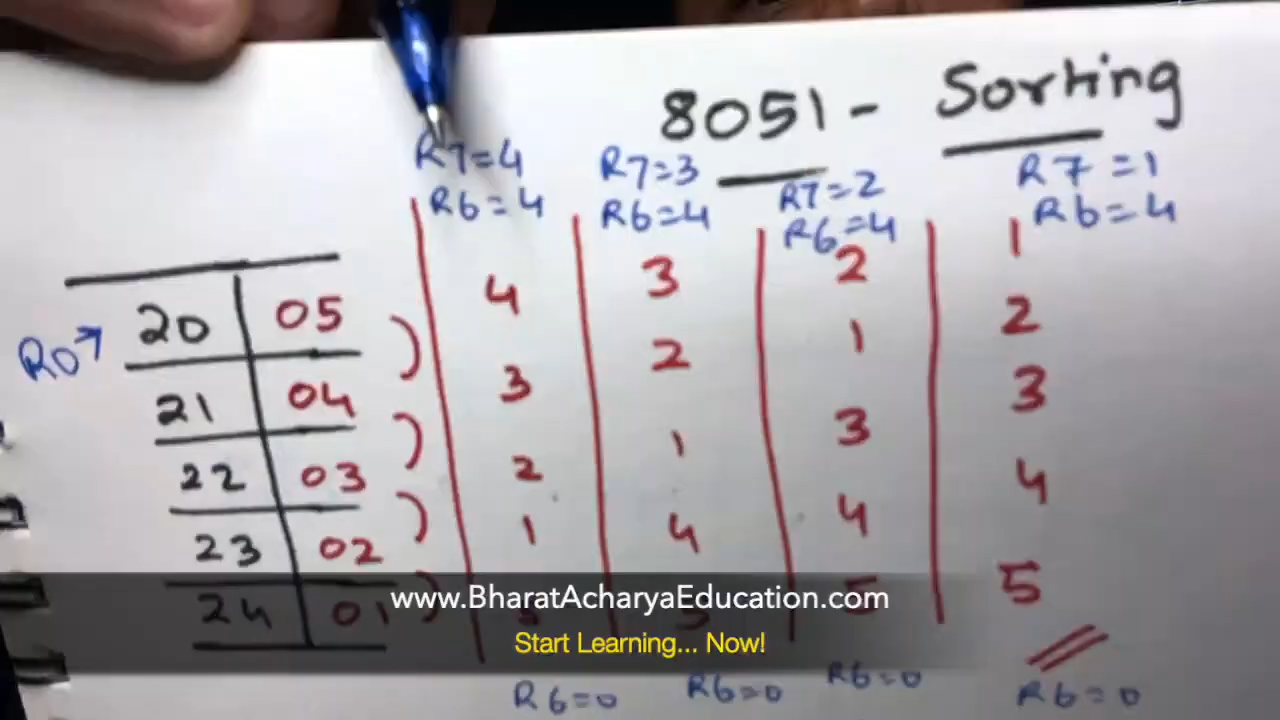 8051 - Sorting
R7=4 R7=3 R7=2 R7=1
R6=4 R6=4 R6=4 R6=4
R0→ 20 05 4 3 2 1
21 04 3 2 1 2
22 03 2 1 3 3
23 02 1 4 4 4
24 01 5 5 5 5
www.BharatAcharyaEducation.com
Start Learning... Now!
R6=0 R6=0 R6=0 R6=0